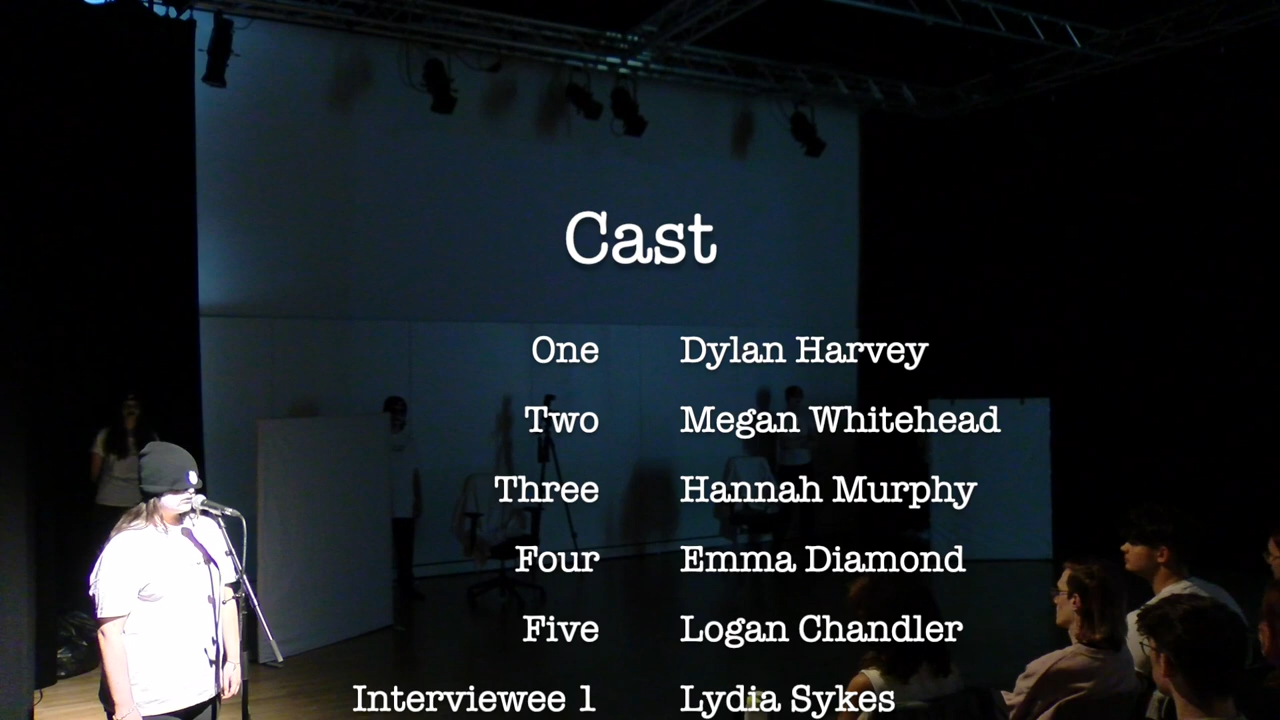 Cast
One Dylan Harvey
Two Megan Whitehead
Three Hannah Murphy
Four Emma Diamond
Five Logan Chandler
Interviewee 1 Lydia Sykes